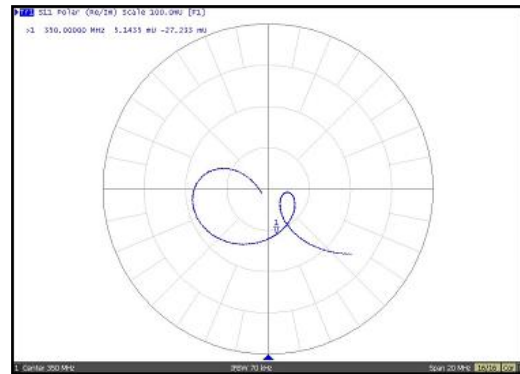 Tr1 S11 Polar (Re/Im) Scale 100.0mU [F1]
>1 350.00000 MHz 5.1435 mU -27.233 mU
1
1 Center 350 MHz IFBW 70 kHz Span 20 MHz